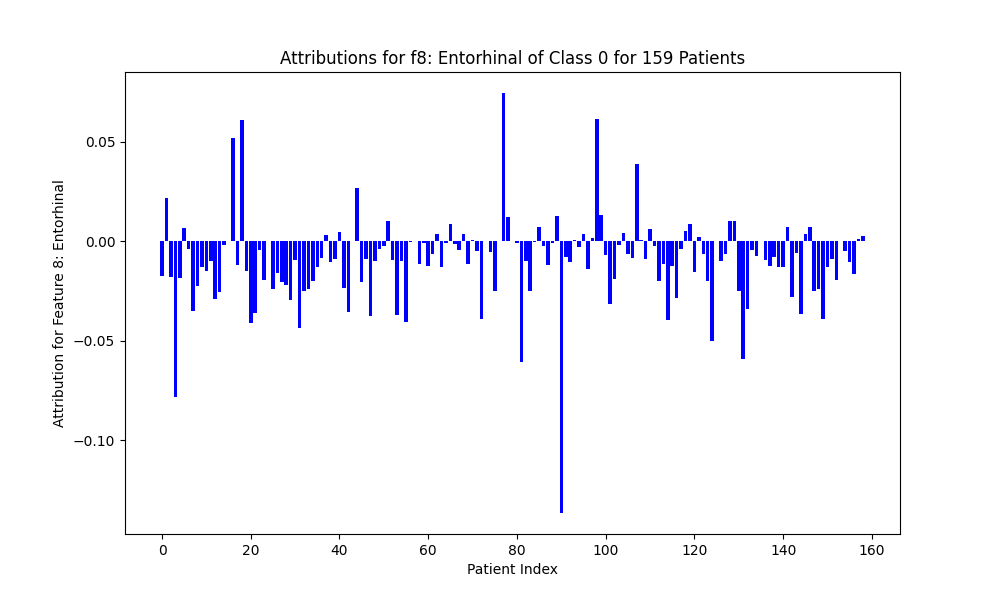 Attributions for f8: Entorhinal of Class 0 for 159 Patients
Attribution for Feature 8: Entorhinal
0.05
0.00
−0.05
−0.10
0 20 40 60 80 100 120 140 160
Patient Index